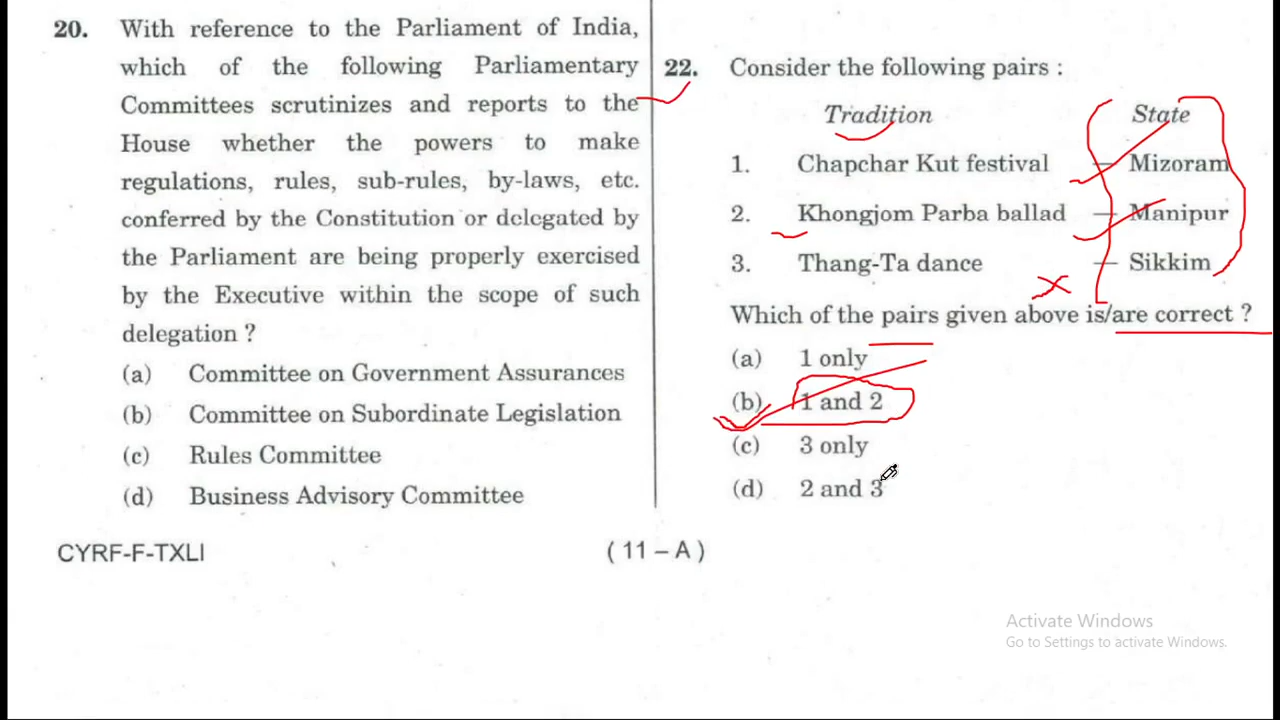 20. With reference to the Parliament of India,
which of the following Parliamentary
Committees scrutinizes and reports to the
House whether the powers to make
regulations, rules, sub-rules, by-laws, etc.
conferred by the Constitution or delegated by
the Parliament are being properly exercised
by the Executive within the scope of such
delegation ?
(a) Committee on Government Assurances
(b) Committee on Subordinate Legislation
(c) Rules Committee
(d) Business Advisory Committee
22. Consider the following pairs :
Tradition State
1. Chapchar Kut festival — Mizoram
2. Khongjom Parba ballad — Manipur
3. Thang-Ta dance — Sikkim
Which of the pairs given above is/are correct ?
(a) 1 only
(b) 1 and 2
(c) 3 only
(d) 2 and 3
CYRF-F-TXLI
( 11 – A )
Activate Windows
Go to Settings to activate Windows.